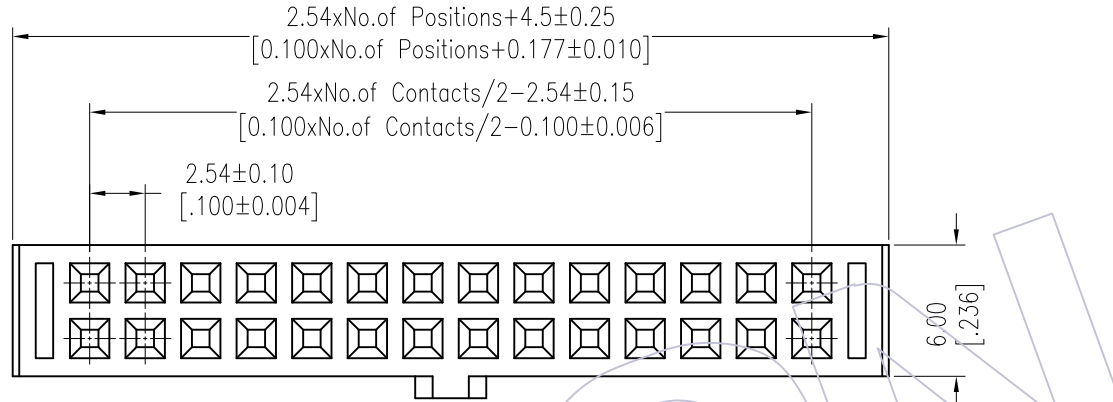 2.54xNo.of Positions+4.5±0.25
[0.100xNo.of Positions+0.177±0.010]
2.54xNo.of Contacts/2-2.54±0.15
[0.100xNo.of Contacts/2-0.100±0.006]
2.54±0.10
[.100±0.004]
6.00
[.236]